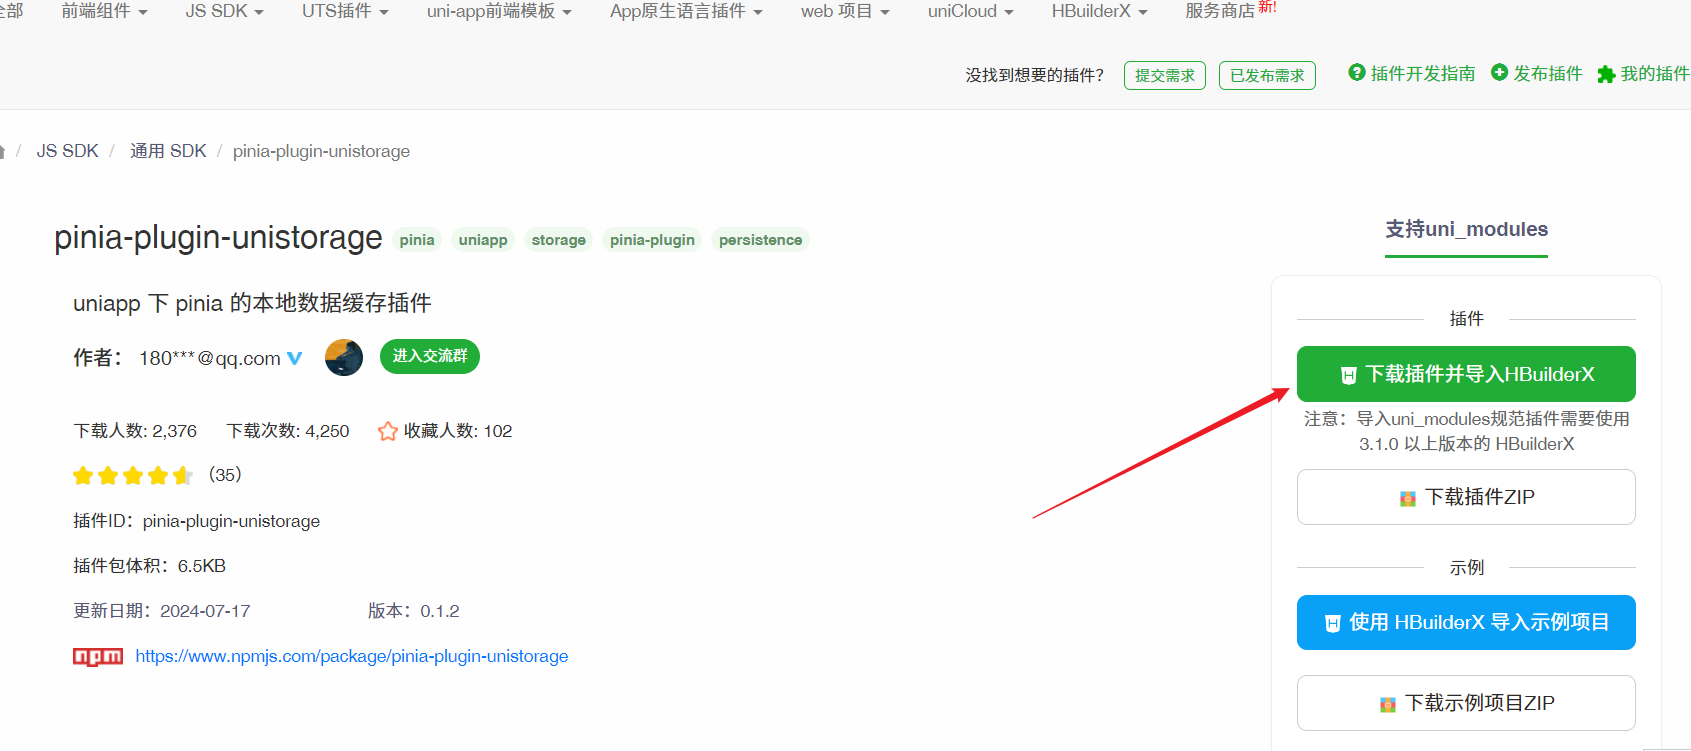 全部 前端组件 JS SDK UTS插件 uni-app前端模板 App原生语言插件 web 项目 uniCloud HBuilderX 服务商店 新!
没找到想要的插件？ 提交需求 已发布需求 插件开发指南 发布插件 我的插件
/ JS SDK / 通用 SDK / pinia-plugin-unistorage
pinia-plugin-unistorage pinia uniapp storage pinia-plugin persistence
uniapp 下 pinia 的本地数据缓存插件
作者： 180***@qq.com 进入交流群
下载人数: 2,376 下载次数: 4,250 收藏人数: 102
（35）
插件ID：pinia-plugin-unistorage
插件包体积：6.5KB
更新日期：2024-07-17 版本：0.1.2
npm https://www.npmjs.com/package/pinia-plugin-unistorage
支持uni_modules
插件
下载插件并导入HBuilderX
注意：导入uni_modules规范插件需要使用
3.1.0 以上版本的 HBuilderX
下载插件ZIP
示例
使用 HBuilderX 导入示例项目
下载示例项目ZIP